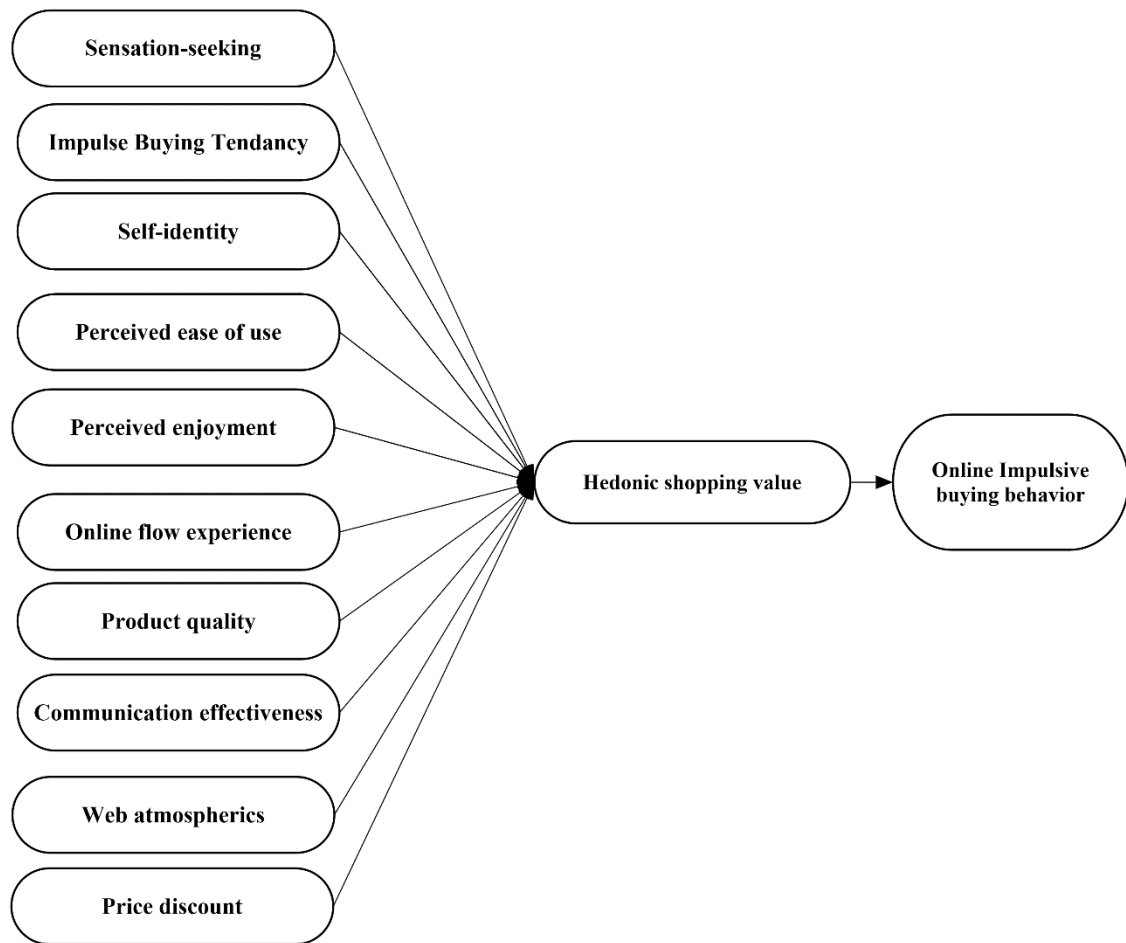 Sensation-seeking
Impulse Buying Tendancy
Self-identity
Perceived ease of use
Perceived enjoyment
Online flow experience
Product quality
Communication effectiveness
Web atmospherics
Price discount
Hedonic shopping value
Online Impulsive
buying behavior